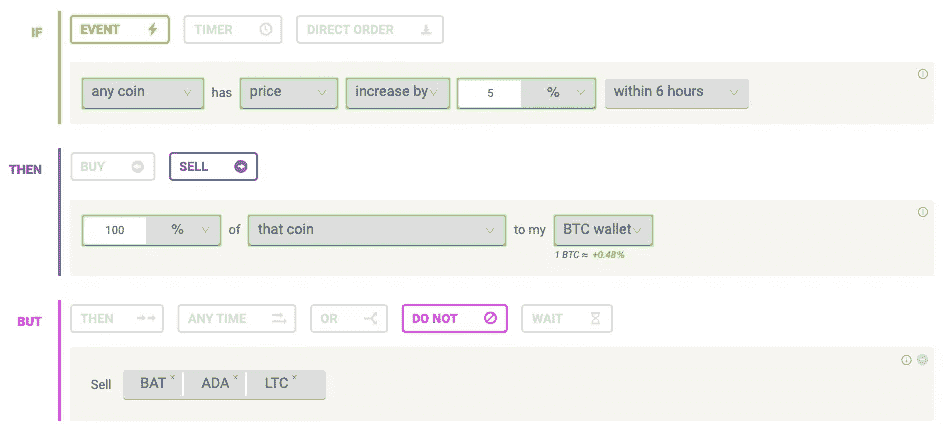 IF EVENT TIMER DIRECT ORDER
any coin has price increase by 5 % within 6 hours
THEN BUY SELL
100 % of that coin to my BTC wallet
1 BTC ≈ +0.48%
BUT THEN ANY TIME OR DO NOT WAIT
Sell BAT × ADA × LTC ×